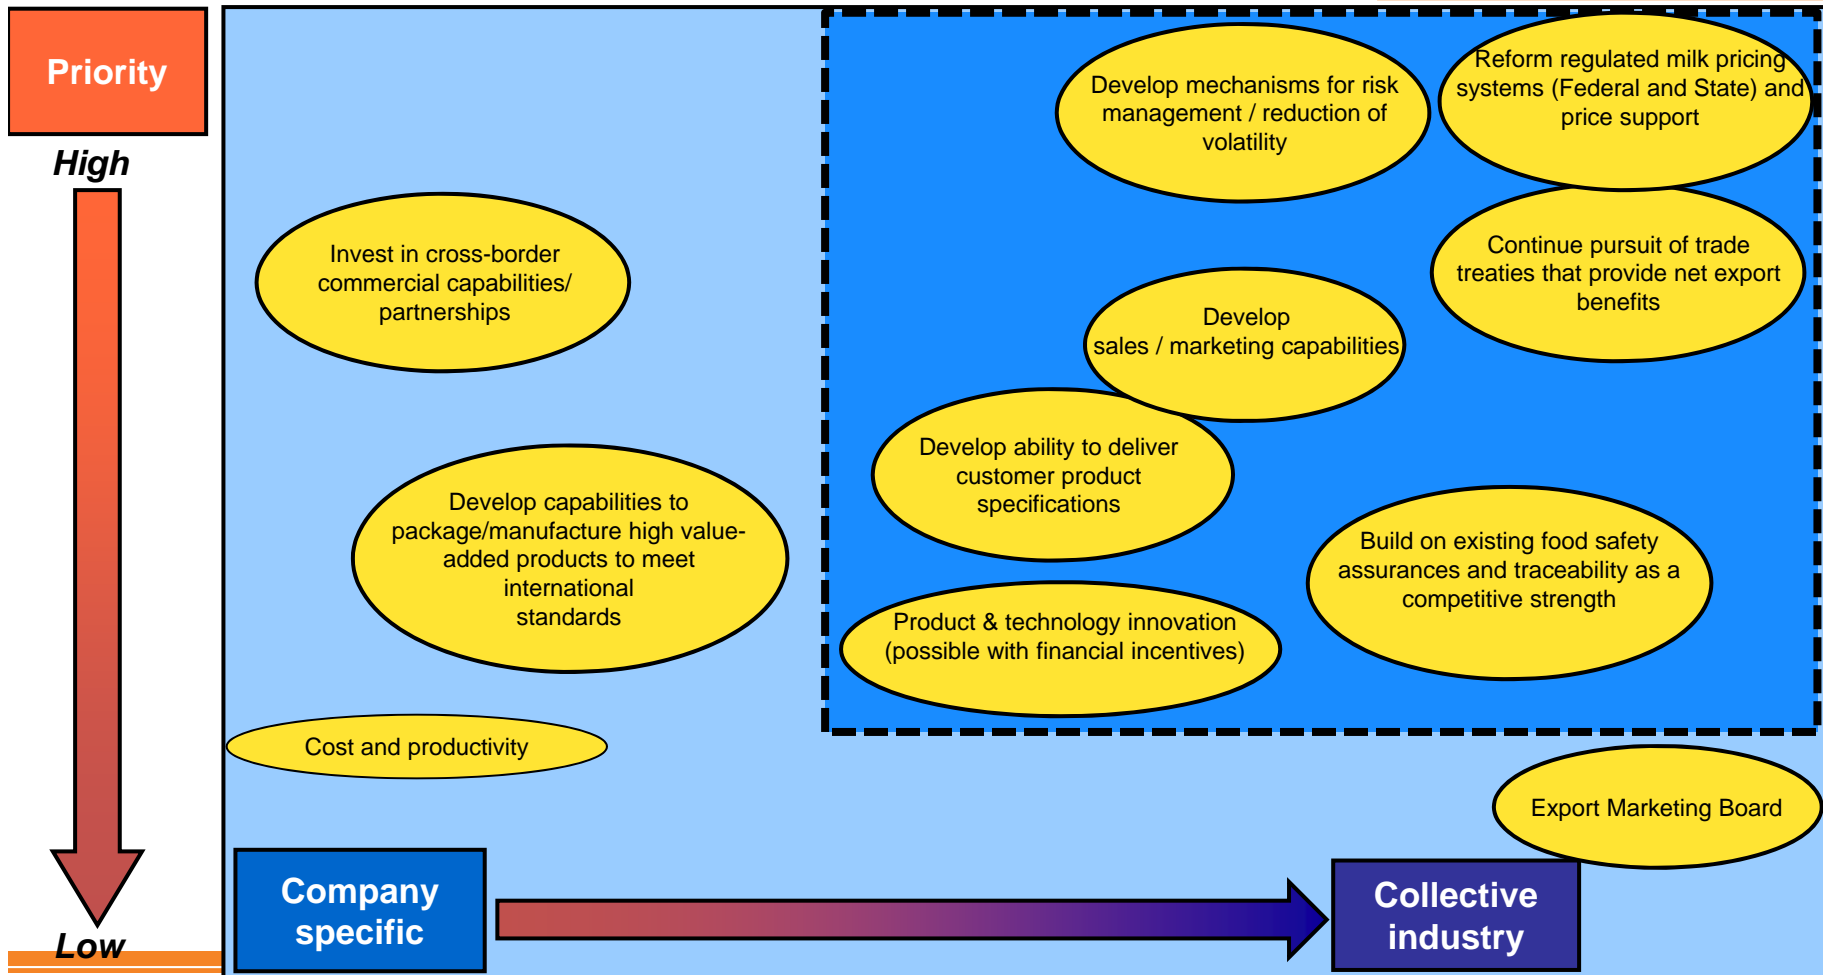 Priority
High
Develop mechanisms for risk
management / reduction of
volatility
Reform regulated milk pricing
systems (Federal and State) and
price support
Invest in cross-border
commercial capabilities/
partnerships
Continue pursuit of trade
treaties that provide net export
benefits
Develop
sales / marketing capabilities
Develop ability to deliver
customer product
specifications
Develop capabilities to
package/manufacture high value-
added products to meet
international
standards
Build on existing food safety
assurances and traceability as a
competitive strength
Product & technology innovation
(possible with financial incentives)
Cost and productivity
Export Marketing Board
Company
specific
Collective
industry
Low